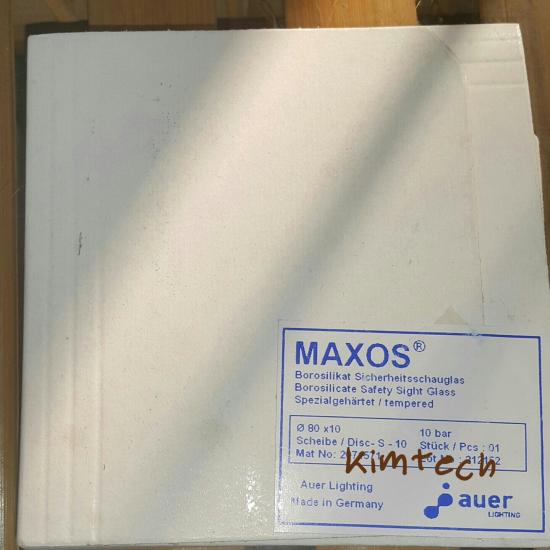 MAXOS®
Borosilikat Sicherheitsschauglas
Borosilicate Safety Sight Glass
Spezialgehärtet / tempered
Ø 80 x10 10 bar
Scheibe / Disc- S - 10 Stück / Pcs : 01
Mat No:
Kimtech
Auer Lighting
Made in Germany
auer
LIGHTING